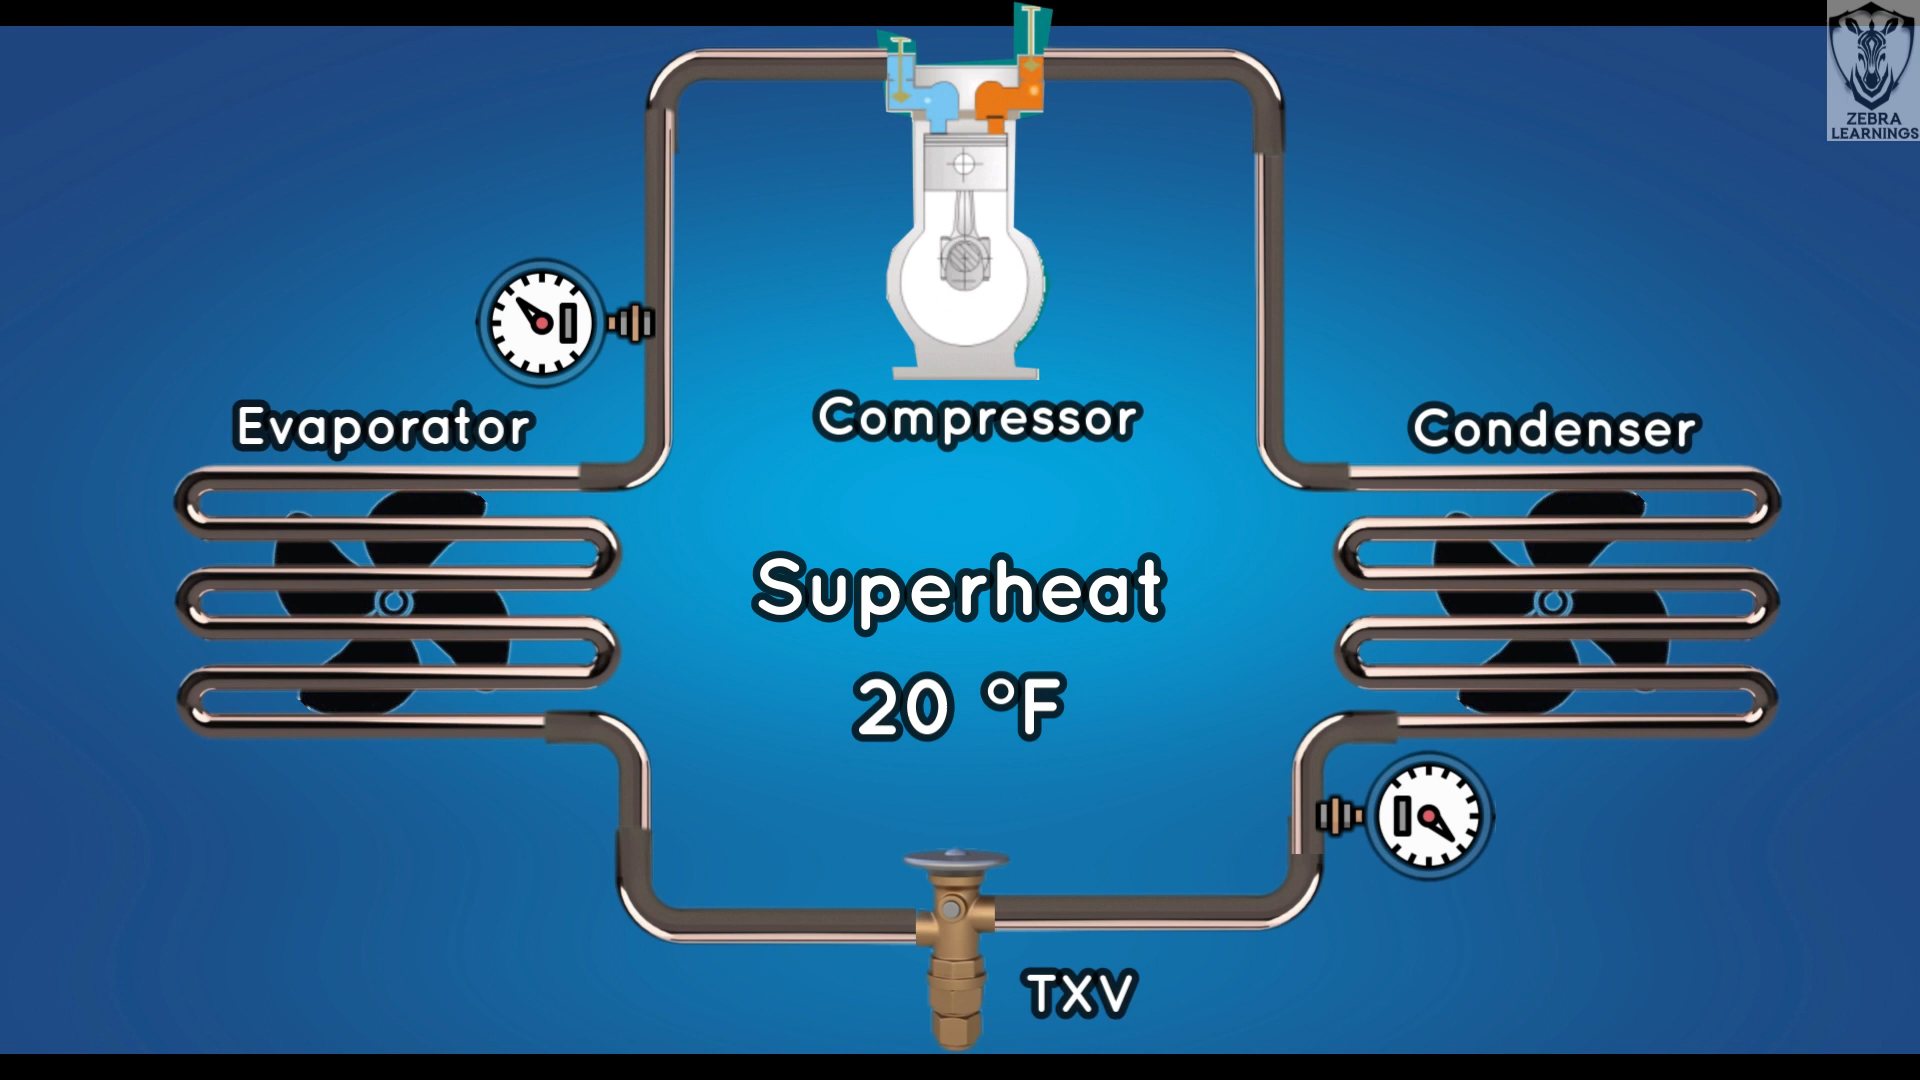 ZEBRA
LEARNINGS
Evaporator
Compressor
Condenser
Superheat
20 °F
TXV